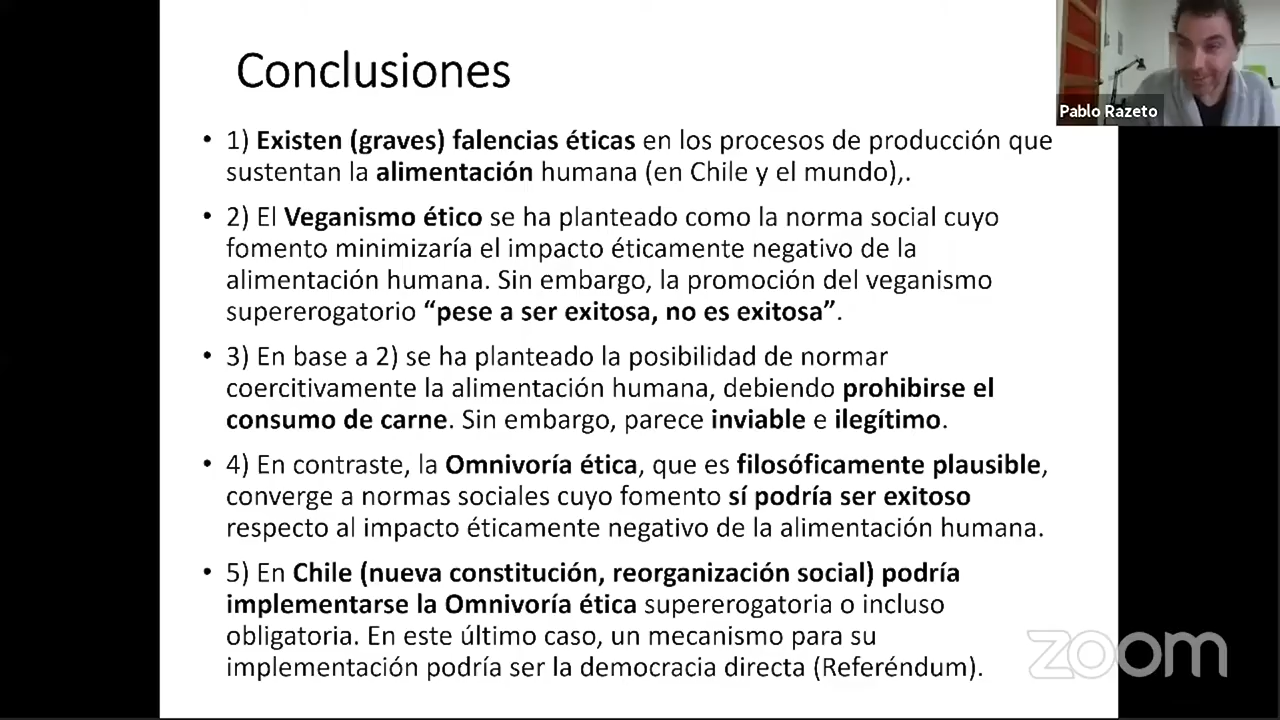 Conclusiones
Pablo Razeto
• 1) Existen (graves) falencias éticas en los procesos de producción que
sustentan la alimentación humana (en Chile y el mundo),.
• 2) El Veganismo ético se ha planteado como la norma social cuyo
fomento minimizaría el impacto éticamente negativo de la
alimentación humana. Sin embargo, la promoción del veganismo
supererogatorio “pese a ser exitosa, no es exitosa”.
• 3) En base a 2) se ha planteado la posibilidad de normar
coercitivamente la alimentación humana, debiendo prohibirse el
consumo de carne. Sin embargo, parece inviable e ilegítimo.
• 4) En contraste, la Omnivoría ética, que es filosóficamente plausible,
converge a normas sociales cuyo fomento sí podría ser exitoso
respecto al impacto éticamente negativo de la alimentación humana.
• 5) En Chile (nueva constitución, reorganización social) podría
implementarse la Omnivoría ética supererogatoria o incluso
obligatoria. En este último caso, un mecanismo para su
implementación podría ser la democracia directa (Referéndum).
zoom